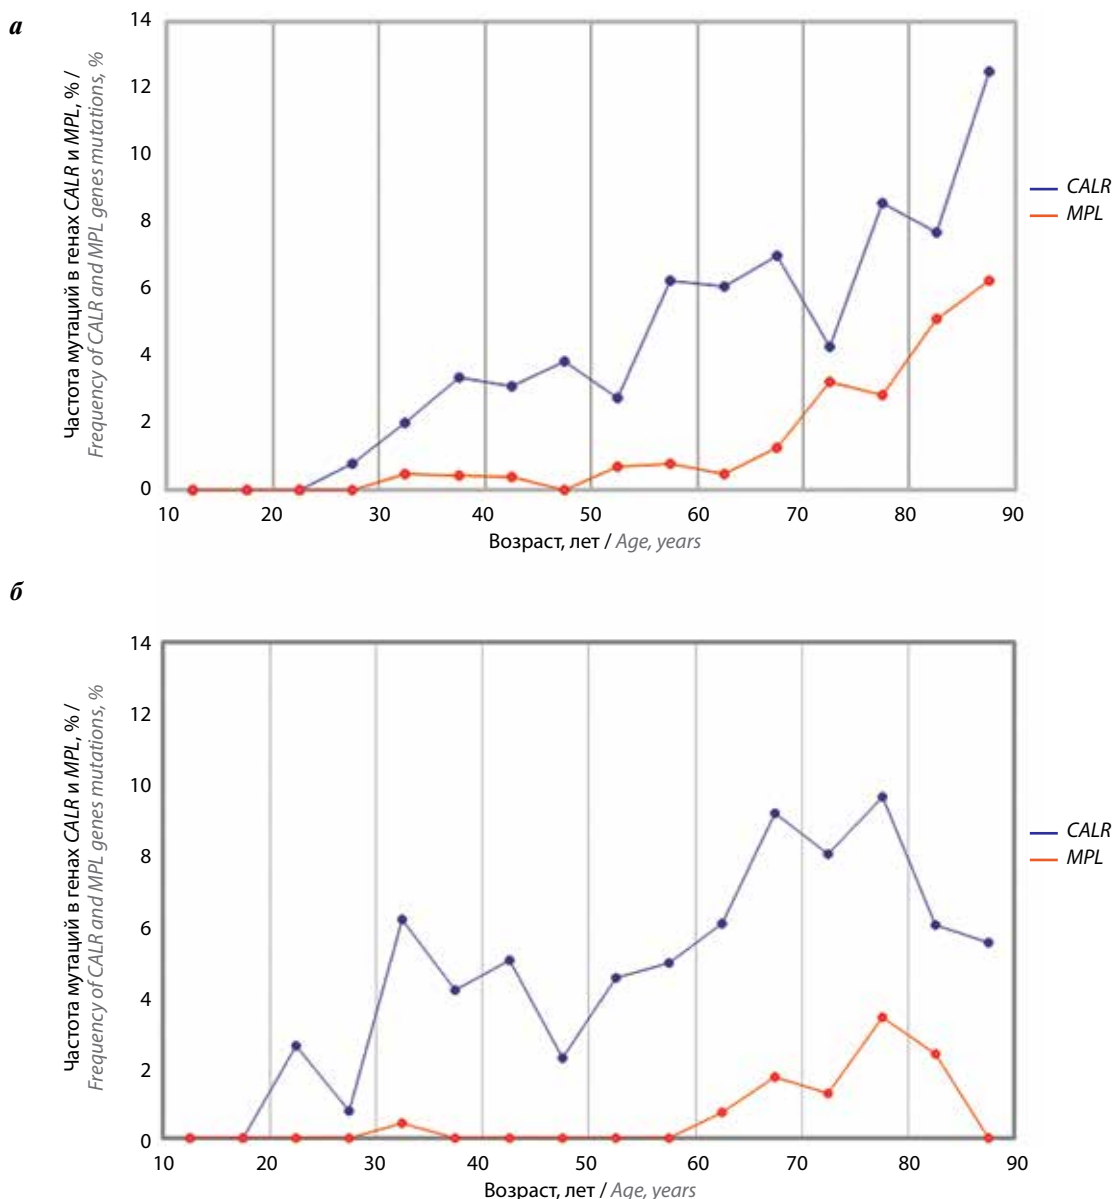 а
Частота мутаций в генах CALR и MPL, % /
Frequency of CALR and MPL genes mutations, %
14
12
10
8
6
4
2
0
10 20 30 40 50 60 70 80 90
Возраст, лет / Age, years
CALR
MPL
б
Частота мутаций в генах CALR и MPL, % /
Frequency of CALR and MPL genes mutations, %
14
12
10
8
6
4
2
0
10 20 30 40 50 60 70 80 90
Возраст, лет / Age, years
CALR
MPL